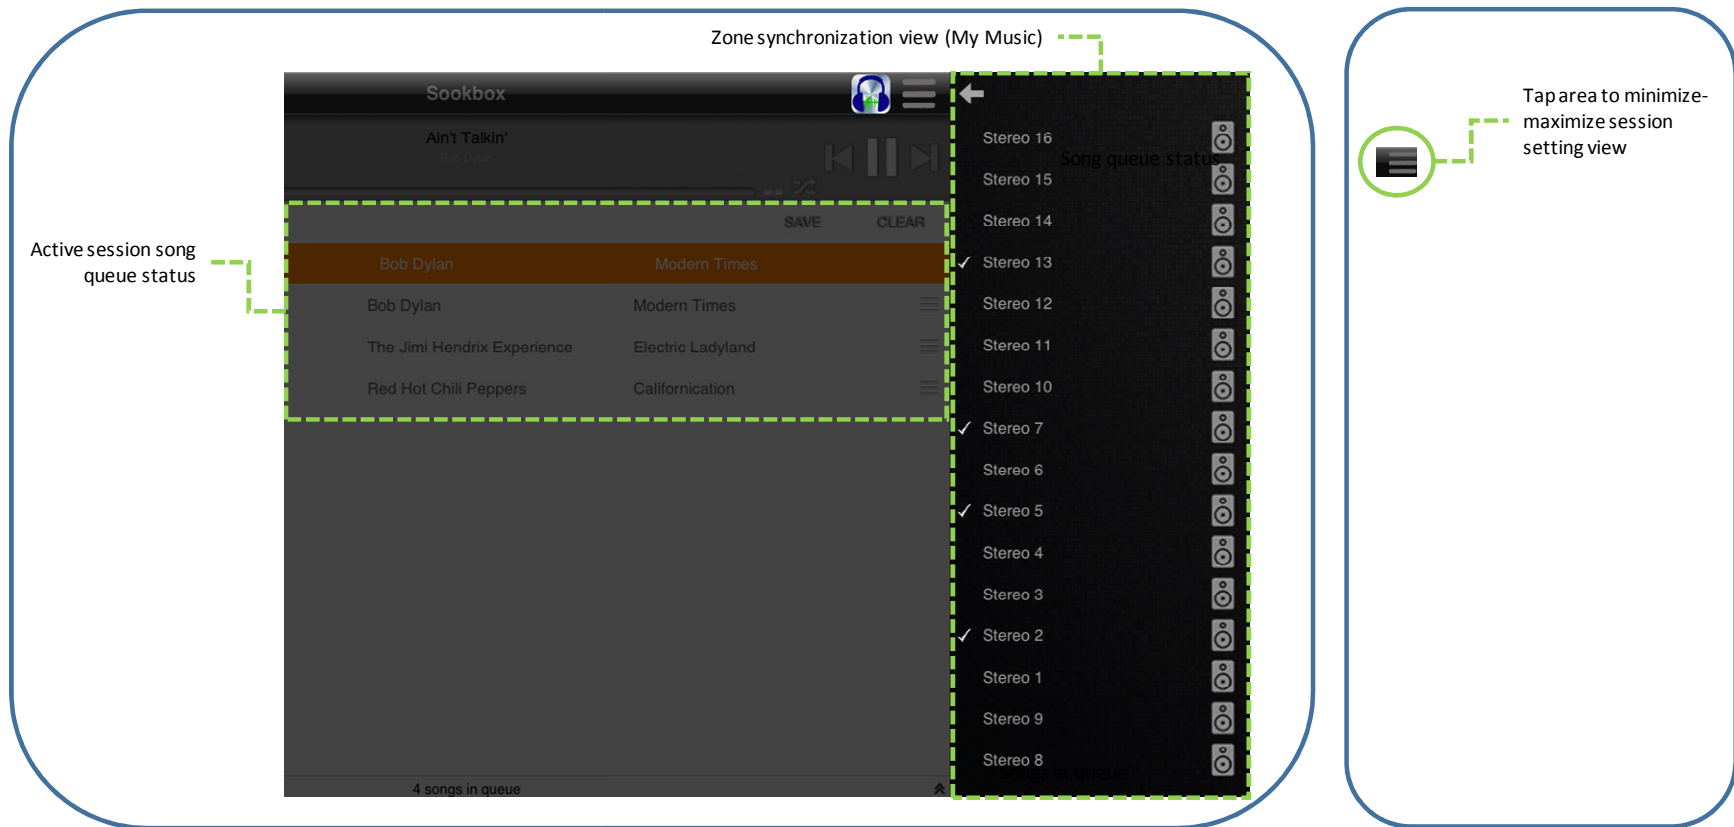 Zone synchronization view (My Music)
Sookbox
Ain't Talkin'
Bob Dylan
SAVE CLEAR
Active session song
queue status
Bob Dylan Modern Times
Bob Dylan Modern Times
The Jimi Hendrix Experience Electric Ladyland
Red Hot Chili Peppers Californication
4 songs in queue
Stereo 16
Song queue status
Stereo 15
Stereo 14
✓ Stereo 13
Stereo 12
Stereo 11
Stereo 10
✓ Stereo 7
Stereo 6
✓ Stereo 5
Stereo 4
Stereo 3
✓ Stereo 2
Stereo 1
Stereo 9
Stereo 8
Songs in queue
Tap area to minimize-
maximize session
setting view